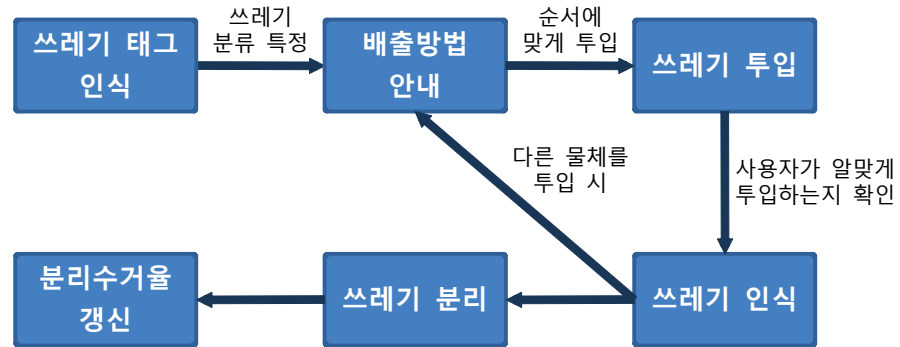 쓰레기 태그
인식
쓰레기
분류 특정
배출방법
안내
순서에
맞게 투입
쓰레기 투입
다른 물체를
투입 시
사용자가 알맞게
투입하는지 확인
분리수거율
갱신
쓰레기 분리
쓰레기 인식